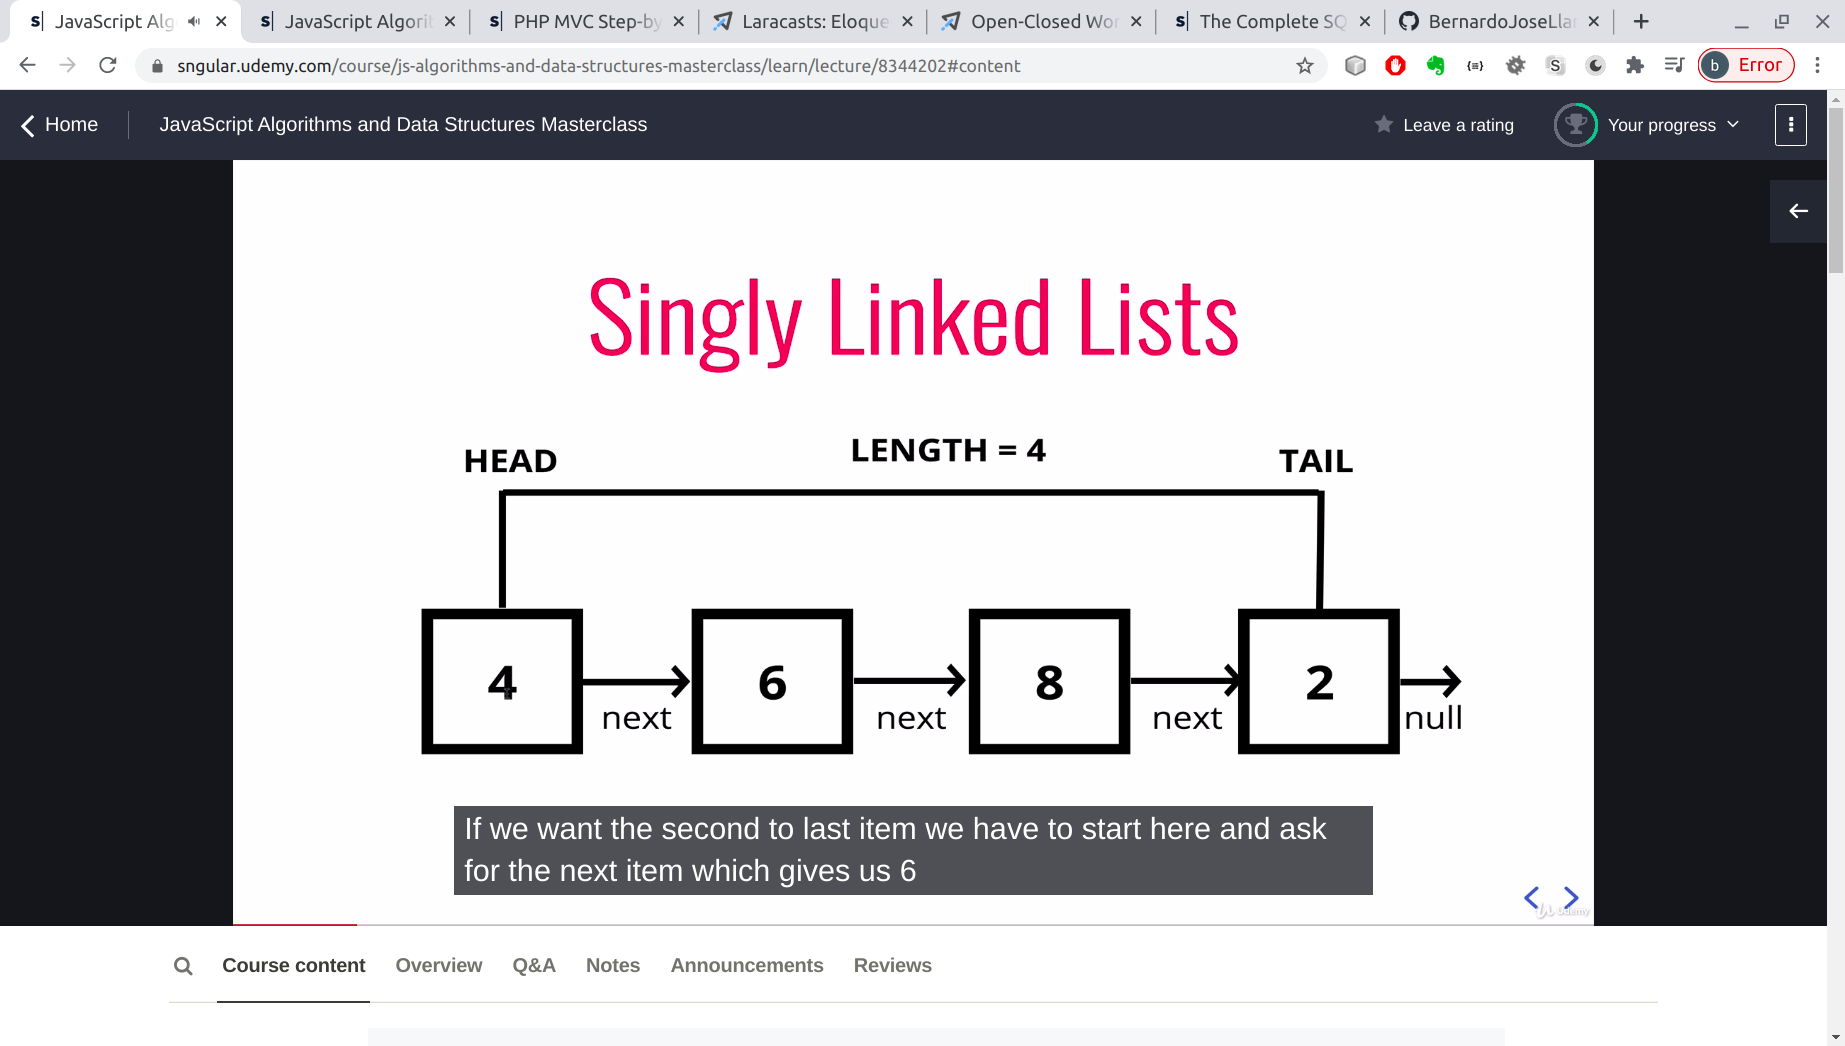 JavaScript Alg
JavaScript Algorit
PHP MVC Step-by
Laracasts: Eloque
Open-Closed Wor
The Complete SQ
BernardoJoseLlar
sngular.udemy.com/course/js-algorithms-and-data-structures-masterclass/learn/lecture/8344202#content
b Error
Home
JavaScript Algorithms and Data Structures Masterclass
Leave a rating
Your progress
Singly Linked Lists
HEAD
LENGTH = 4
TAIL
4
6
8
2
next
next
next
null
If we want the second to last item we have to start here and ask
for the next item which gives us 6
Udemy
Course content
Overview
Q&A
Notes
Announcements
Reviews